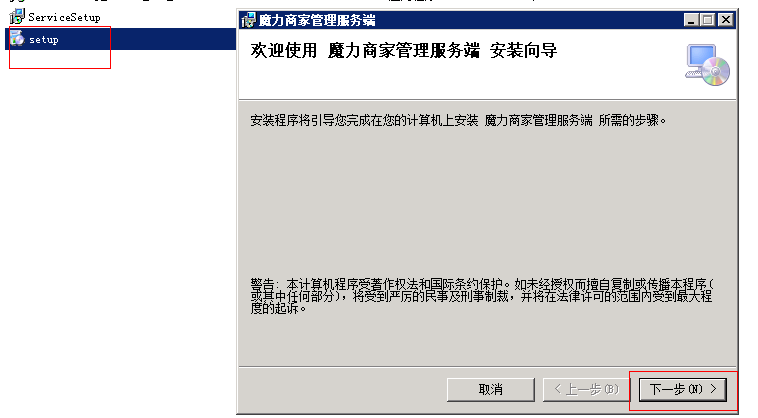 ServiceSetup
setup
魔力商家管理服务端
欢迎使用 魔力商家管理服务端 安装向导
安装程序将引导您完成在您的计算机上安装 魔力商家管理服务端 所需的步骤。
警告: 本计算机程序受著作权法和国际条约保护。如未经授权而擅自复制或传播本程序(
或其中任何部分)，将受到严厉的民事及刑事制裁，并将在法律许可的范围内受到最大程
度的起诉。
取消
< 上一步(B)
下一步(N) >